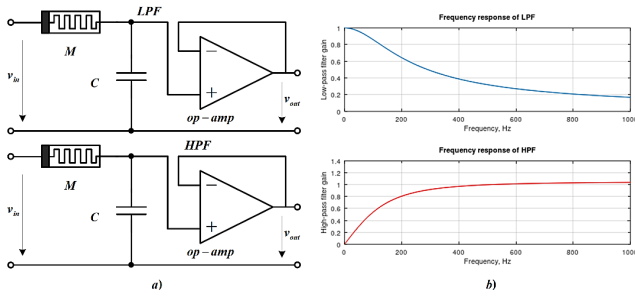 LPF
M
−
+
v_in
C
v_out
op−amp
HPF
M
−
+
v_in
C
v_out
op−amp
a)
Frequency response of LPF
Low-pass filter gain
1
0.8
0.6
0.4
0.2
0
0 200 400 600 800 1000
Frequency, Hz
Frequency response of HPF
High-pass filter gain
1.4
1.2
1
0.8
0.6
0.4
0.2
0
0 200 400 600 800 1000
Frequency, Hz
b)